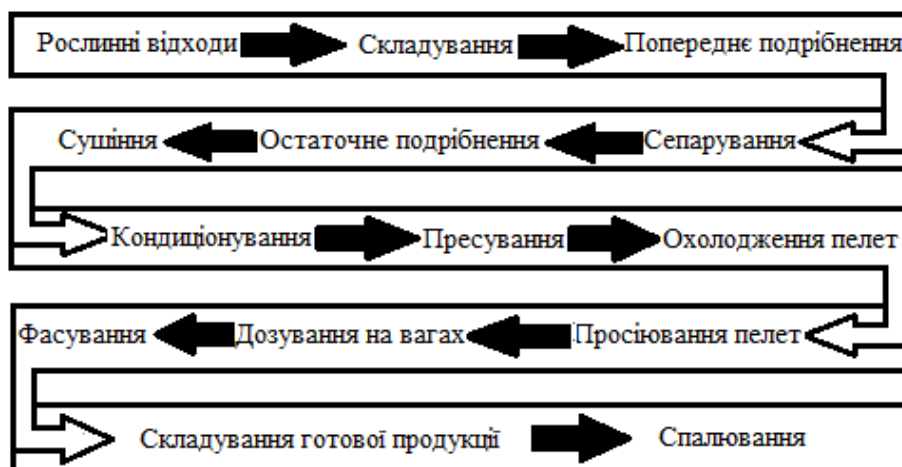 Рослинні відходи Складування Попереднє подрібнення
Сушіння Остаточне подрібнення Сепарування
Кондиціонування Пресування Охолодження пелет
Фасування Дозування на вагах Просіювання пелет
Складування готової продукції Спалювання